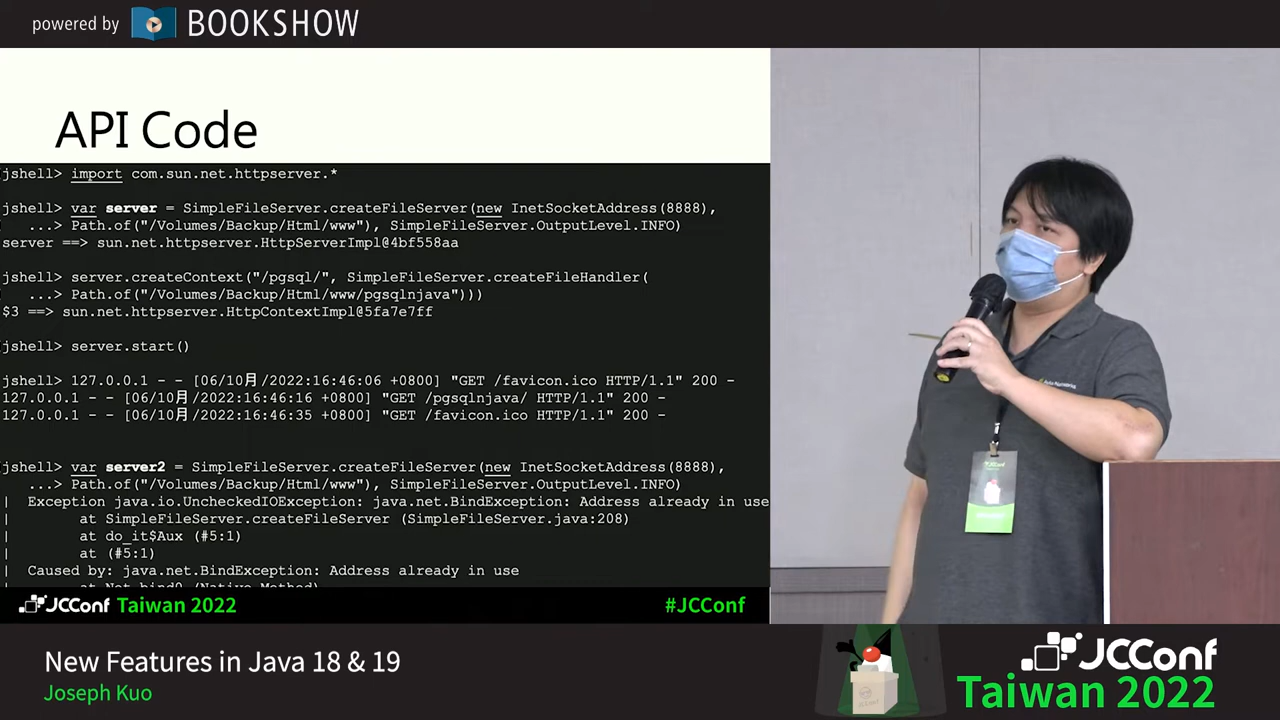 powered by BOOKSHOW
API Code
jshell> import com.sun.net.httpserver.*
jshell> var server = SimpleFileServer.createFileServer(new InetSocketAddress(8888),
...> Path.of("/Volumes/Backup/Html/www"), SimpleFileServer.OutputLevel.INFO)
server ==> sun.net.httpserver.HttpServerImpl@4bf558aa
jshell> server.createContext("/pgsql/", SimpleFileServer.createFileHandler(
...> Path.of("/Volumes/Backup/Html/www/pgsqlnjava")))
$3 ==> sun.net.httpserver.HttpContextImpl@5fa7e7ff
jshell> server.start()
jshell> 127.0.0.1 - - [06/10月/2022:16:46:06 +0800] "GET /favicon.ico HTTP/1.1" 200 -
127.0.0.1 - - [06/10月/2022:16:46:16 +0800] "GET /pgsqlnjava/ HTTP/1.1" 200 -
127.0.0.1 - - [06/10月/2022:16:46:35 +0800] "GET /favicon.ico HTTP/1.1" 200 -
jshell> var server2 = SimpleFileServer.createFileServer(new InetSocketAddress(8888),
...> Path.of("/Volumes/Backup/Html/www"), SimpleFileServer.OutputLevel.INFO)
| Exception java.io.UncheckedIOException: java.net.BindException: Address already in use
| at SimpleFileServer.createFileServer (SimpleFileServer.java:208)
| at do_it$Aux (#5:1)
| at (#5:1)
| Caused by: java.net.BindException: Address already in use
| at Net.bind0 (Native Method)
JCConf Taiwan 2022
#JCConf
JCConf
New Features in Java 18 & 19
Joseph Kuo
JCConf
Taiwan 2022